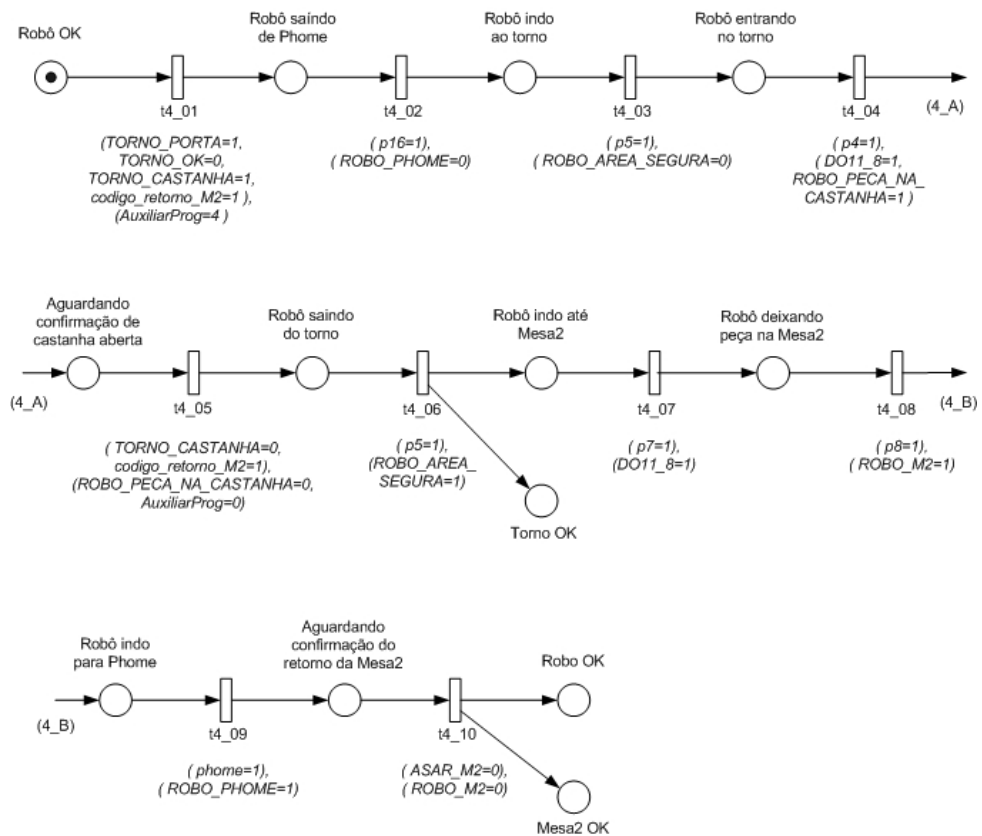 Robô OK
Robô saíndo
de Phome
Robô indo
ao torno
Robô entrando
no torno
t4_01
t4_02
t4_03
t4_04
(4_A)
(TORNO_PORTA=1,
TORNO_OK=0,
TORNO_CASTANHA=1,
codigo_retorno_M2=1 ),
(AuxiliarProg=4 )
( p16=1),
( ROBO_PHOME=0)
( p5=1),
( ROBO_AREA_SEGURA=0)
( p4=1),
( DO11_8=1,
ROBO_PECA_NA_
CASTANHA=1 )
Aguardando
confirmação de
castanha aberta
Robô saindo
do torno
Robô indo até
Mesa2
Robô deixando
peça na Mesa2
(4_A)
t4_05
t4_06
t4_07
t4_08
(4_B)
( TORNO_CASTANHA=0,
codigo_retorno_M2=1),
(ROBO_PECA_NA_CASTANHA=0,
AuxiliarProg=0)
( p5=1),
(ROBO_AREA_
SEGURA=1)
( p7=1),
(DO11_8=1)
( p8=1),
( ROBO_M2=1)
Torno OK
Robô indo
para Phome
Aguardando
confirmação do
retorno da Mesa2
Robo OK
(4_B)
t4_09
t4_10
( phome=1),
( ROBO_PHOME=1)
( ASAR_M2=0),
( ROBO_M2=0)
Mesa2 OK